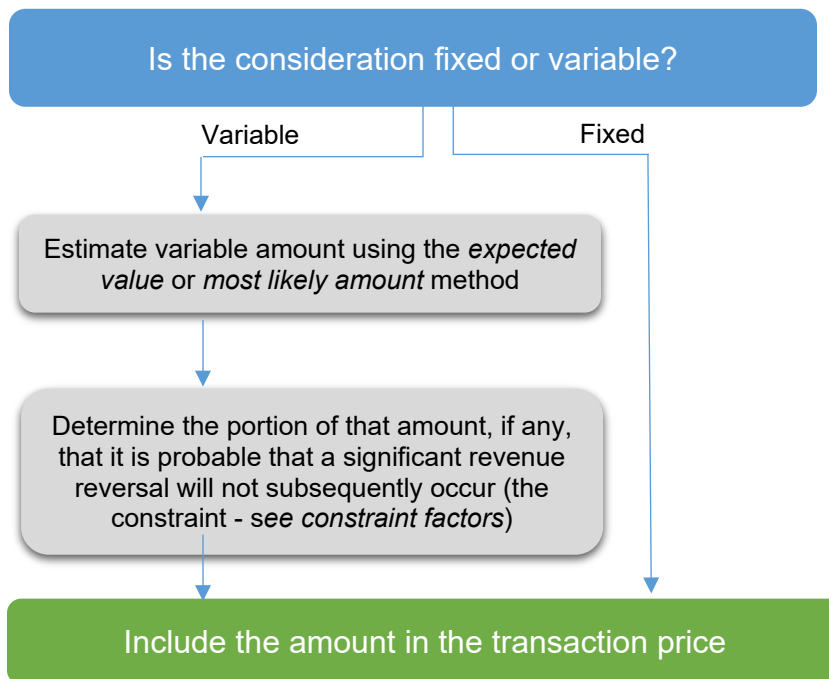 Is the consideration fixed or variable?
Variable
Fixed
Estimate variable amount using the expected
value or most likely amount method
Determine the portion of that amount, if any,
that it is probable that a significant revenue
reversal will not subsequently occur (the
constraint - see constraint factors)
Include the amount in the transaction price